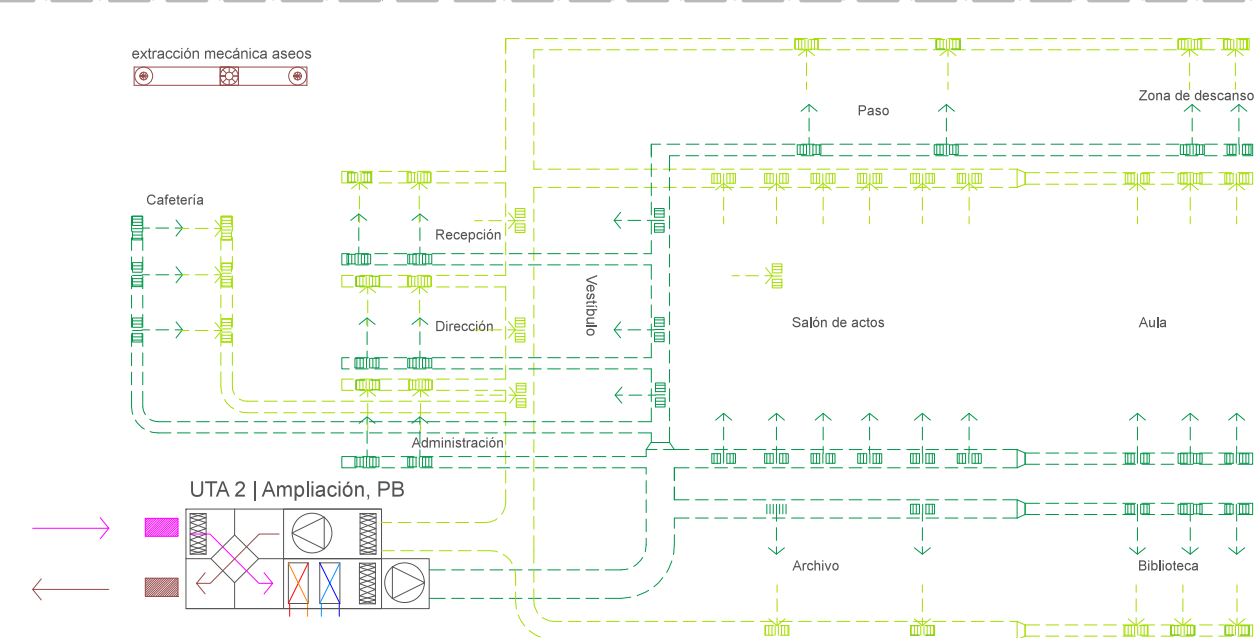 extracción mecánica aseos
Zona de descanso
Paso
Cafetería
Recepción
Vestíbulo
Dirección
Salón de actos
Aula
Administración
UTA 2 | Ampliación, PB
Archivo
Biblioteca